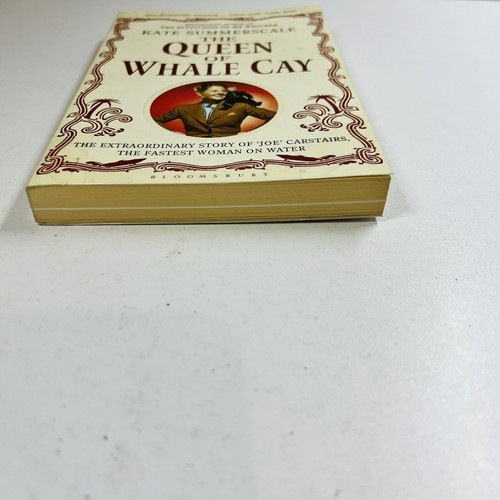 KATE SUMMERSCALE
THE
QUEEN
OF
WHALE CAY
THE EXTRAORDINARY STORY OF 'JOE' CARSTAIRS,
THE FASTEST WOMAN ON WATER
BLOOMSBURY